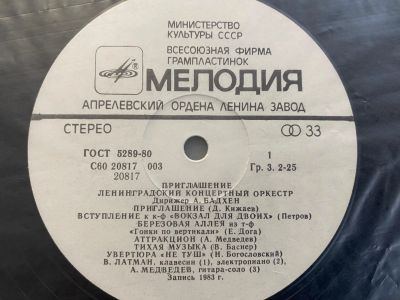 МИНИСТЕРСТВО
КУЛЬТУРЫ СССР
ВСЕСОЮЗНАЯ ФИРМА
ГРАМПЛАСТИНОК
МЕЛОДИЯ
АПРЕЛЕВСКИЙ ОРДЕНА ЛЕНИНА ЗАВОД
СТЕРЕО 33
ГОСТ 5289-80 1
С60 20817 003 Гр. 3. 2-25
20817
ПРИГЛАШЕНИЕ
ЛЕНИНГРАДСКИЙ КОНЦЕРТНЫЙ ОРКЕСТР
Дирижер А. БАДХЕН
ПРИГЛАШЕНИЕ (Д. Кижаев)
ВСТУПЛЕНИЕ к к-ф «ВОКЗАЛ ДЛЯ ДВОИХ» (Петров)
БЕРЕЗОВАЯ АЛЛЕЯ из т-ф
«Гонки по вертикали» (Е. Дога)
АТТРАКЦИОН (А. Медведев)
ТИХАЯ МУЗЫКА (В. Баснер)
УВЕРТЮРА «НЕ ТУШ» (Н. Богословский)
В. ЛАТМАН, клавесин (1), электропиано (2),
А. МЕДВЕДЕВ, гитара-соло (3)
Запись 1983 г.